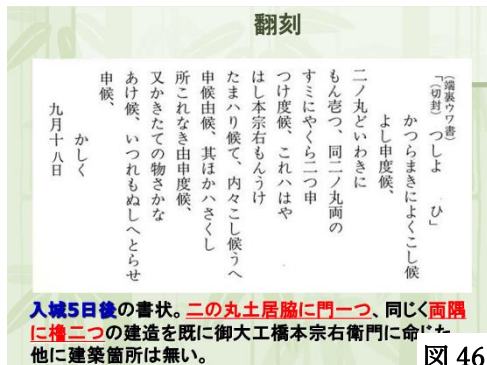 翻刻
(端裏ウワ書)
「(切封) つしよ ひ」
かつらまきによくこし候
よし申度候、
二ノ丸どいわきに
もん壱つ、同二ノ丸両の
すミにやくら二つ申
つけ度候、これハはや
はし本宗右もんうけ
たまハり候て、内々こし候うへ
申候由候、其ほかハさくし
所これなき由申度候、
又かきたての物さかな
あけ候、いつれもぬしへとらせ
申候、
かしく
九月十八日
入城5日後の書状。二の丸土居脇に門一つ、同じく両隅
に櫓二つの建造を既に御大工橋本宗右衛門に命じた
他に建築箇所は無い。
図 46